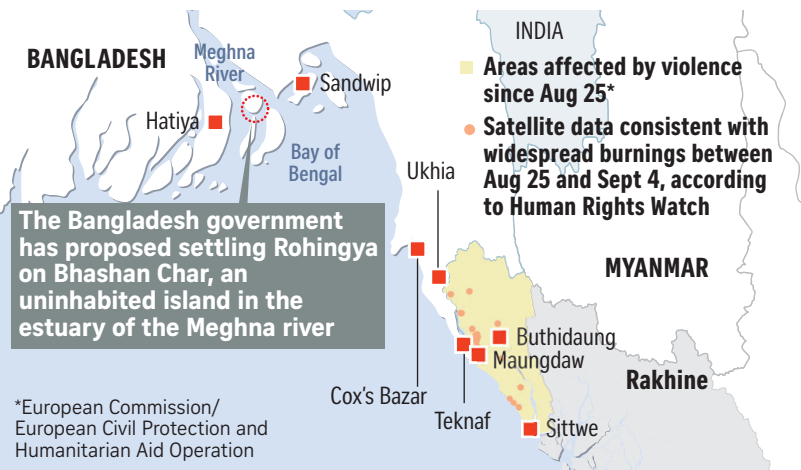 BANGLADESH
Meghna
River
Sandwip
Hatiya
Bay of
Bengal
INDIA
Areas affected by violence
since Aug 25*
Satellite data consistent with
widespread burnings between
Aug 25 and Sept 4, according
to Human Rights Watch
Ukhia
The Bangladesh government
has proposed settling Rohingya
on Bhashan Char, an
uninhabited island in the
estuary of the Meghna river
MYANMAR
Buthidaung
Maungdaw
Rakhine
Cox's Bazar
Teknaf
Sittwe
*European Commission/
European Civil Protection and
Humanitarian Aid Operation